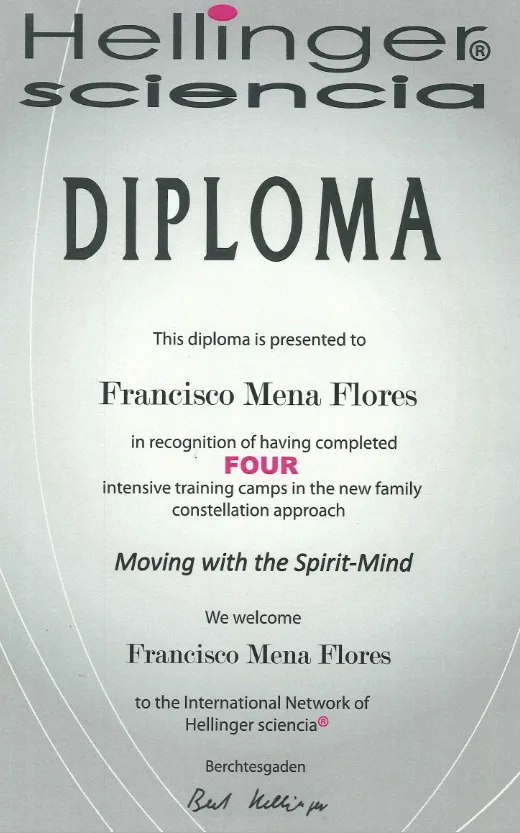 Hellinger®
sciencia
DIPLOMA
This diploma is presented to
Francisco Mena Flores
in recognition of having completed
FOUR
intensive training camps in the new family
constellation approach
Moving with the Spirit-Mind
We welcome
Francisco Mena Flores
to the International Network of
Hellinger sciencia®
Berchtesgaden
Bert Hellinger